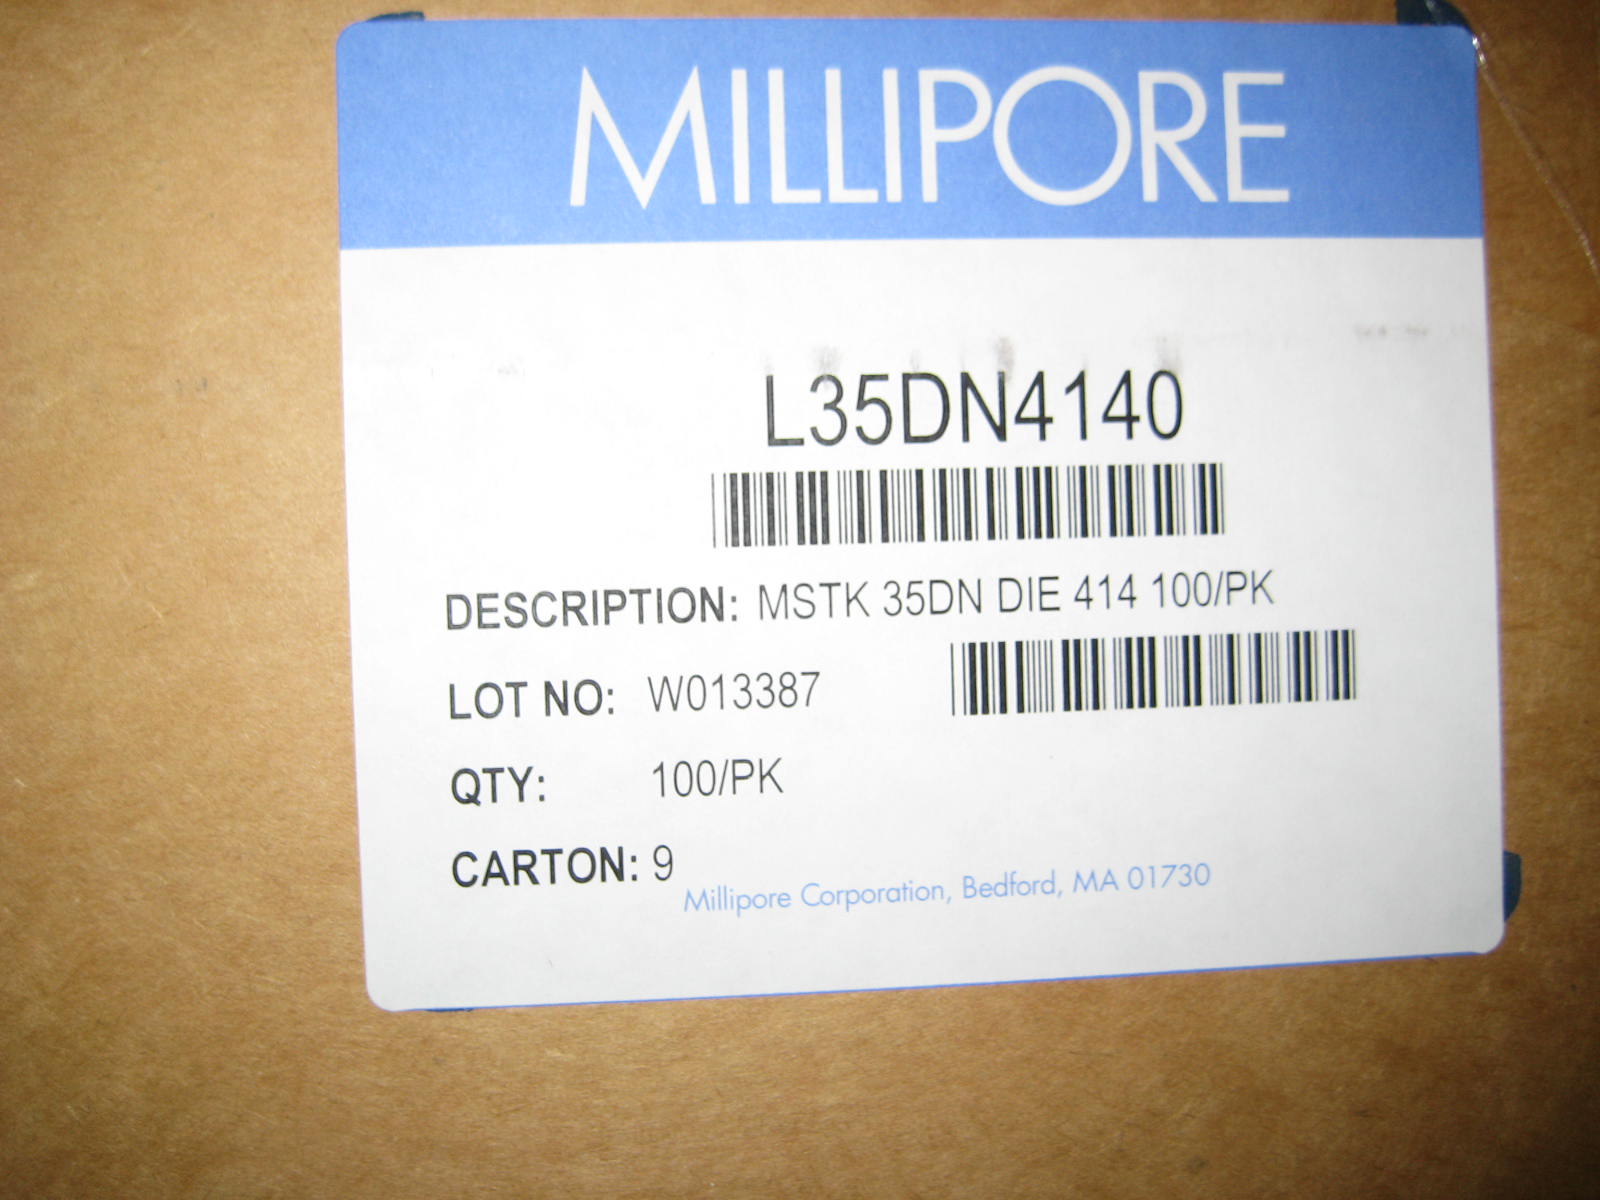 MILLIPORE
L35DN4140
DESCRIPTION: MSTK 35DN DIE 414 100/PK
LOT NO: W013387
QTY: 100/PK
CARTON: 9
Millipore Corporation, Bedford, MA 01730